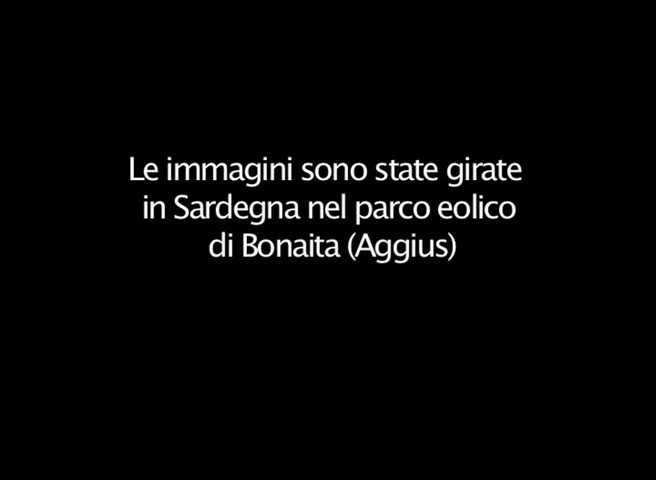 Le immagini sono state girate
in Sardegna nel parco eolico
di Bonaita (Aggius)